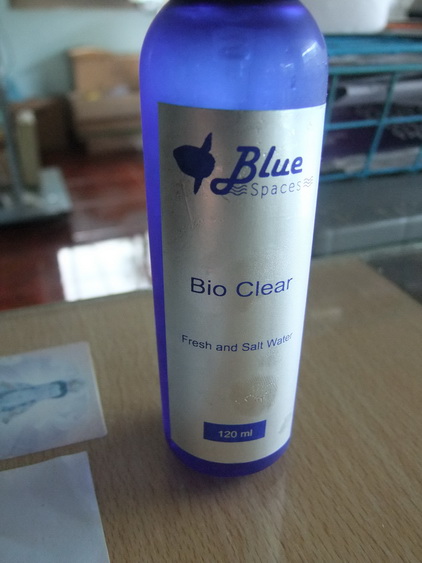 Blue
Spaces
Bio Clear
Fresh and Salt Water
120 ml